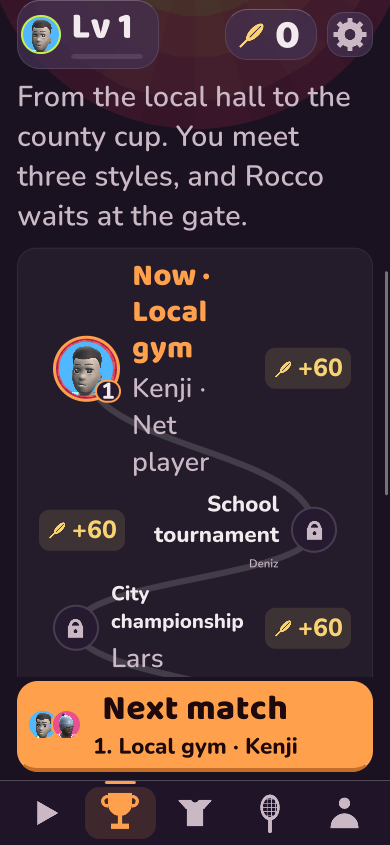 Lv 1
0
From the local hall to the
county cup. You meet
three styles, and Rocco
waits at the gate.
Now ·
Local
gym
1
Kenji ·
Net
player
+60
School
tournament
Deniz
+60
City
championship
Lars
+60
Next match
1. Local gym · Kenji